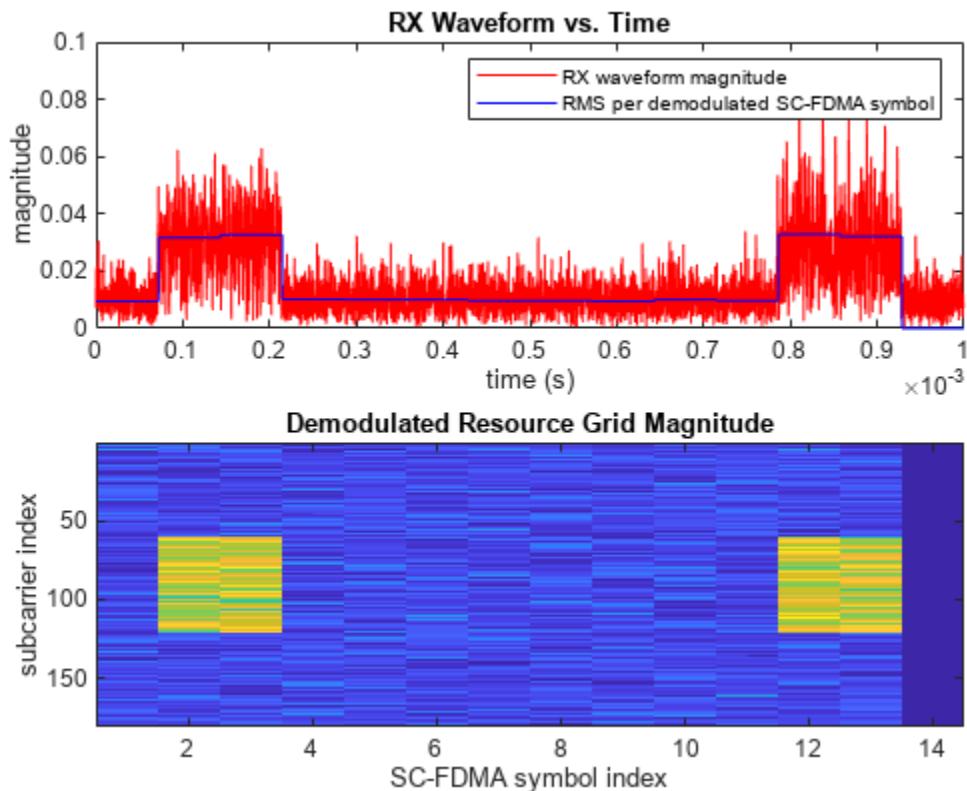 RX Waveform vs. Time
0.1
0.08
0.06
0.04
0.02
0
magnitude
RX waveform magnitude
RMS per demodulated SC-FDMA symbol
0 0.1 0.2 0.3 0.4 0.5 0.6 0.7 0.8 0.9 1
time (s)
×10⁻³
Demodulated Resource Grid Magnitude
50
100
150
subcarrier index
2 4 6 8 10 12 14
SC-FDMA symbol index